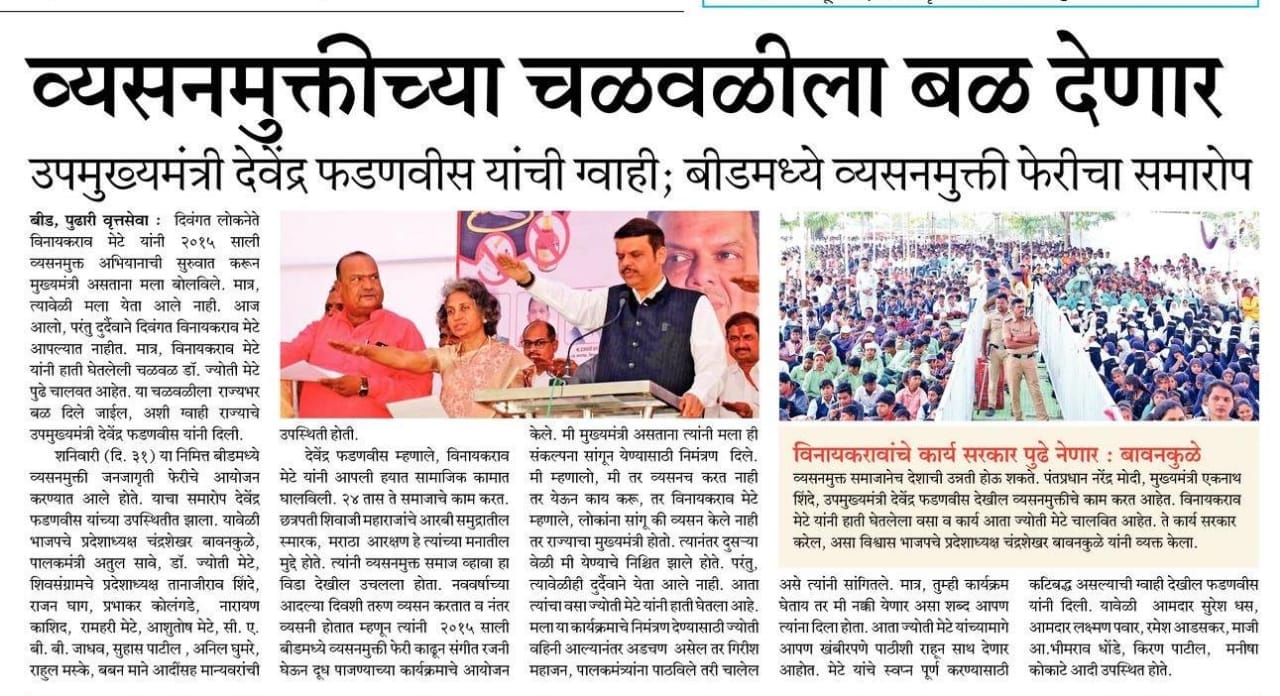 व्यसनमुक्तीच्या चळवळीला बळ देणार
उपमुख्यमंत्री देवेंद्र फडणवीस यांची ग्वाही; बीडमध्ये व्यसनमुक्ती फेरीचा समारोप
बीड, पुढारी वृत्तसेवा : दिवंगत लोकनेते
विनायकराव मेटे यांनी २०१५ साली
व्यसनमुक्त अभियानाची सुरुवात करून
मुख्यमंत्री असताना मला बोलविले. मात्र,
त्यावेळी मला येता आले नाही. आज
आलो, परंतु दुर्दैवाने दिवंगत विनायकराव मेटे
आपल्यात नाहीत. मात्र, विनायकराव मेटे
यांनी हाती घेतलेली चळवळ डॉ. ज्योती मेटे
पुढे चालवत आहेत. या चळवळीला राज्यभर
बळ दिले जाईल, अशी ग्वाही राज्याचे
उपमुख्यमंत्री देवेंद्र फडणवीस यांनी दिली.
शनिवारी (दि. ३१) या निमित्त बीडमध्ये
व्यसनमुक्ती जनजागृती फेरीचे आयोजन
करण्यात आले होते. याचा समारोप देवेंद्र
फडणवीस यांच्या उपस्थितीत झाला. यावेळी
भाजपचे प्रदेशाध्यक्ष चंद्रशेखर बावनकुळे,
पालकमंत्री अतुल सावे, डॉ. ज्योती मेटे,
शिवसंग्रामचे प्रदेशाध्यक्ष तानाजीराव शिंदे,
राजन घाग, प्रभाकर कोलंगडे, नारायण
काशिद, रामहरी मेटे, आशुतोष मेटे, सी. ए.
बी. बी. जाधव, सुहास पाटील , अनिल घुमरे,
राहुल मस्के, बबन माने आदींसह मान्यवरांची
उपस्थिती होती.
देवेंद्र फडणवीस म्हणाले, विनायकराव
मेटे यांनी आपली हयात सामाजिक कामात
घालविली. २४ तास ते समाजाचे काम करत.
छत्रपती शिवाजी महाराजांचे आरबी समुद्रातील
स्मारक, मराठा आरक्षण हे त्यांच्या मनातील
मुद्दे होते. त्यांनी व्यसनमुक्त समाज व्हावा हा
विडा देखील उचलला होता. नववर्षाच्या
आदल्या दिवशी तरुण व्यसन करतात व नंतर
व्यसनी होतात म्हणून त्यांनी २०१५ साली
बीडमध्ये व्यसनमुक्ती फेरी काढून संगीत रजनी
घेऊन दूध पाजण्याच्या कार्यक्रमाचे आयोजन
केले. मी मुख्यमंत्री असताना त्यांनी मला ही
संकल्पना सांगून येण्यासाठी निमंत्रण दिले.
मी म्हणालो, मी तर व्यसनच करत नाही
तर येऊन काय करू, तर विनायकराव मेटे
म्हणाले, लोकांना सांगू की व्यसन केले नाही
तर राज्याचा मुख्यमंत्री होतो. त्यानंतर दुसऱ्या
वेळी मी येण्याचे निश्चित झाले होते. परंतु,
त्यावेळीही दुर्दैवाने येता आले नाही. आता
त्यांचा वसा ज्योती मेटे यांनी हाती घेतला आहे.
मला या कार्यक्रमाचे निमंत्रण देण्यासाठी ज्योती
वहिनी आल्यानंतर अडचण असेल तर गिरीश
महाजन, पालकमंत्र्यांना पाठविले तरी चालेल
विनायकरावांचे कार्य सरकार पुढे नेणार : बावनकुळे
व्यसनमुक्त समाजानेच देशाची उन्नती होऊ शकते. पंतप्रधान नरेंद्र मोदी, मुख्यमंत्री एकनाथ
शिंदे, उपमुख्यमंत्री देवेंद्र फडणवीस देखील व्यसनमुक्तीचे काम करत आहेत. विनायकराव
मेटे यांनी हाती घेतलेला वसा व कार्य आता ज्योती मेटे चालवित आहेत. ते कार्य सरकार
करेल, असा विश्वास भाजपचे प्रदेशाध्यक्ष चंद्रशेखर बावनकुळे यांनी व्यक्त केला.
असे त्यांनी सांगितले. मात्र, तुम्ही कार्यक्रम
घेताय तर मी नक्की येणार असा शब्द आपण
त्यांना दिला होता. आता ज्योती मेटे यांच्यामागे
आपण खंबीरपणे पाठीशी राहून साथ देणार
आहोत. मेटे यांचे स्वप्न पूर्ण करण्यासाठी
कटिबद्ध असल्याची ग्वाही देखील फडणवीस
यांनी दिली. यावेळी आमदार सुरेश धस,
आमदार लक्ष्मण पवार, रमेश आडसकर, माजी
आ.भीमराव धोंडे, किरण पाटील, मनीषा
कोकाटे आदी उपस्थित होते.